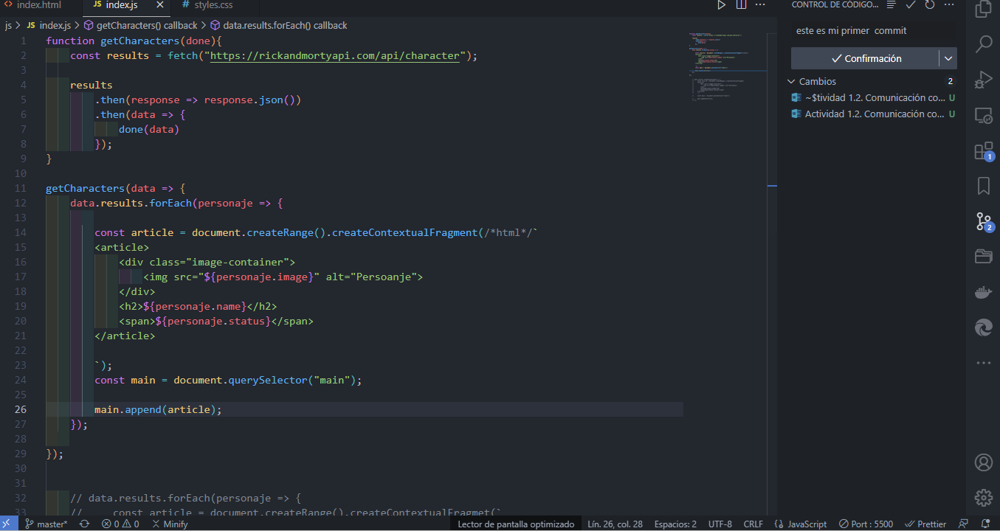 index.html
JS index.js
# styles.css
CONTROL DE CÓDIGO...
js > JS index.js > getCharacters() callback > data.results.forEach() callback
1 function getCharacters(done){
2 const results = fetch("https://rickandmortyapi.com/api/character");
3
4 results
5 .then(response => response.json())
6 .then(data => {
7 done(data)
8 });
9 }
10
11 getCharacters(data => {
12 data.results.forEach(personaje => {
13
14 const article = document.createRange().createContextualFragment(/*html*/`
15 <article>
16 <div class="image-container">
17 <img src="${personaje.image}" alt="Persoanje">
18 </div>
19 <h2>${personaje.name}</h2>
20 <span>${personaje.status}</span>
21 </article>
22
23 `);
24 const main = document.querySelector("main");
25
26 main.append(article);
27 });
28
29 });
30
31
32 // data.results.forEach(personaje => {
33 // const article = document.createRange().createContextualFragmet(`
este es mi primer commit
Confirmación
Cambios 2
~$tividad 1.2. Comunicación co... U
Actividad 1.2. Comunicación co... U
1
2
master*
0 0
Minify
Lector de pantalla optimizado
Lín. 26, col. 28
Espacios: 2
UTF-8
CRLF
{} JavaScript
Port : 5500
Prettier